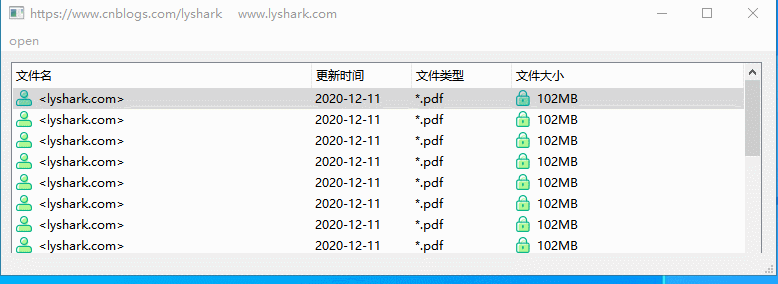 https://www.cnblogs.com/lyshark www.lyshark.com
open
文件名 更新时间 文件类型 文件大小
<lyshark.com> 2020-12-11 *.pdf 102MB
<lyshark.com> 2020-12-11 *.pdf 102MB
<lyshark.com> 2020-12-11 *.pdf 102MB
<lyshark.com> 2020-12-11 *.pdf 102MB
<lyshark.com> 2020-12-11 *.pdf 102MB
<lyshark.com> 2020-12-11 *.pdf 102MB
<lyshark.com> 2020-12-11 *.pdf 102MB
<lyshark.com> 2020-12-11 *.pdf 102MB